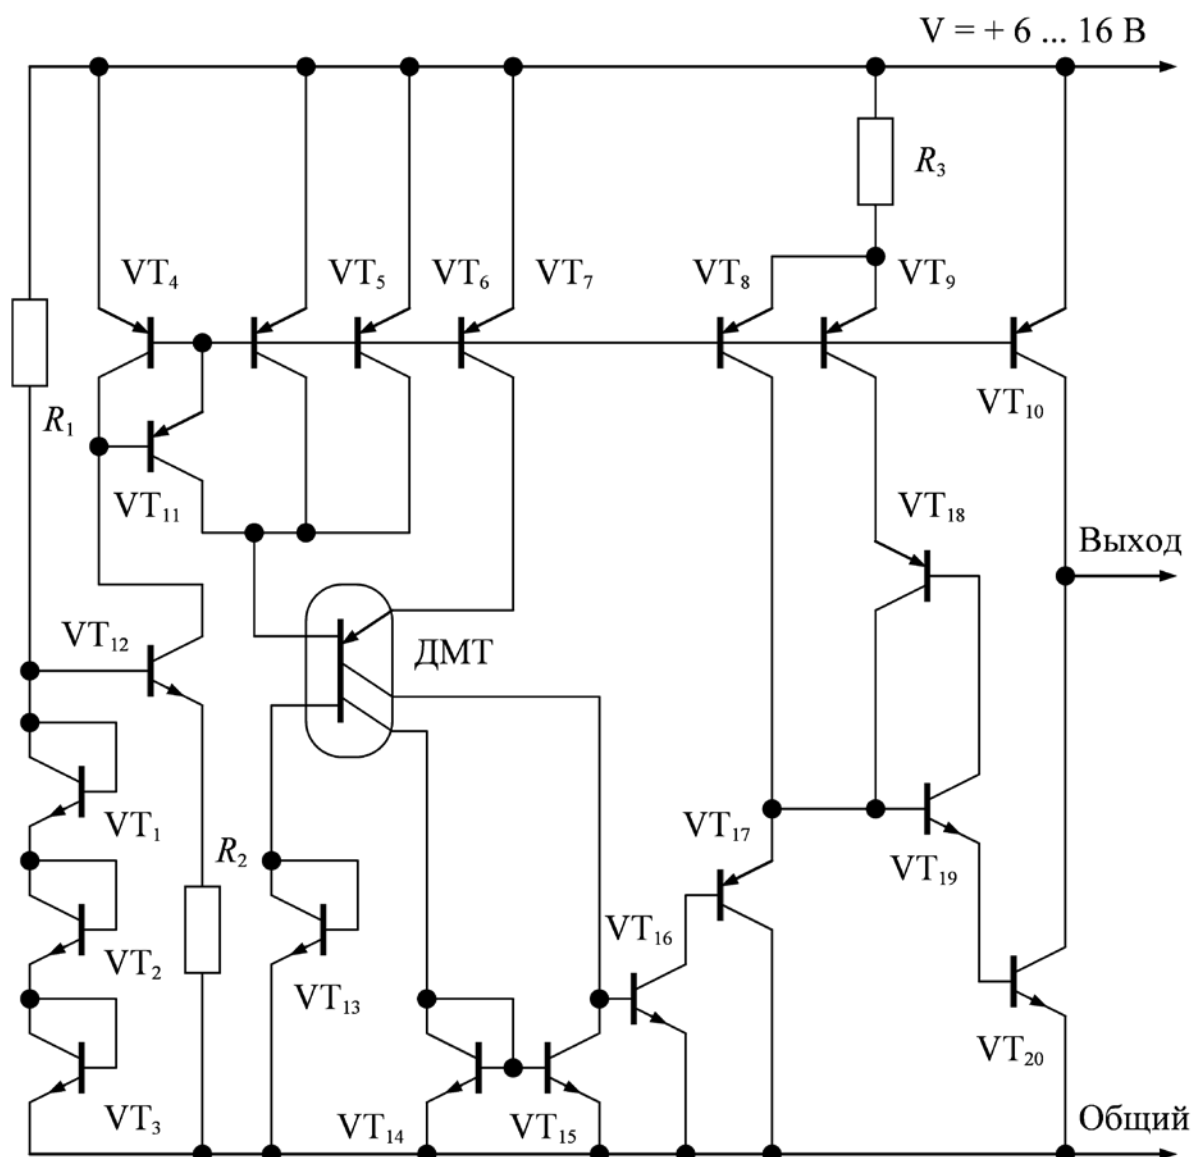 V = + 6 ... 16 В
R₃
VT₄
VT₅
VT₆
VT₇
VT₈
VT₉
R₁
VT₁₀
VT₁₁
VT₁₈
Выход
VT₁₂
ДМТ
VT₁
R₂
VT₁₇
VT₁₉
VT₂
VT₁₃
VT₁₆
VT₂₀
VT₃
VT₁₄
VT₁₅
Общий